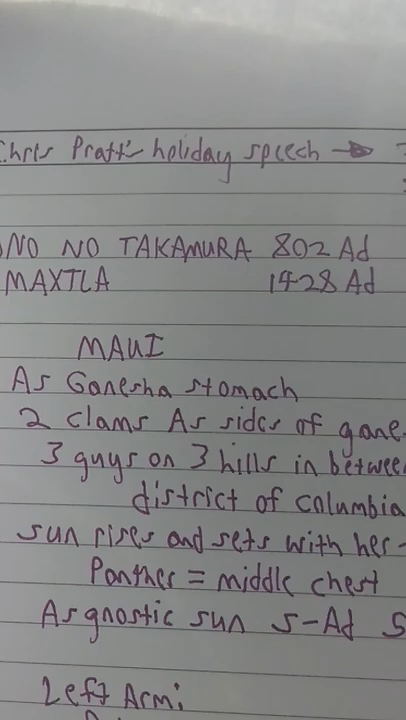 Chris Pratt's holiday speech →
NO NO TAKAMURA 802 Ad
MAXTLA 1428 Ad
MAUI
As Ganesha stomach
2 clams As sides of gane
3 guys on 3 hills in betwee
district of columbia
sun rises and sets with her-
Panther = middle chest
As gnostic sun 5-Ad S
Left Arm: